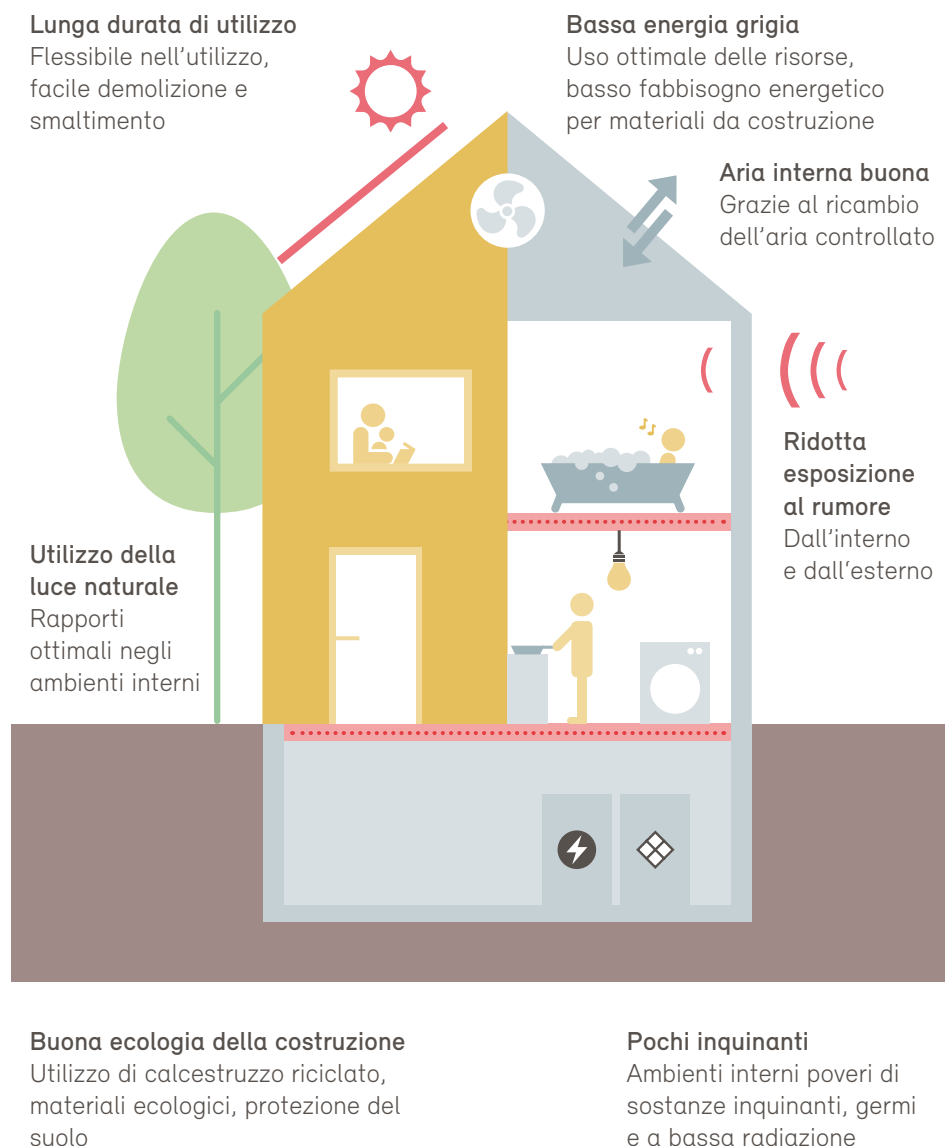 Lunga durata di utilizzo
Flessibile nell'utilizzo,
facile demolizione e
smaltimento
Bassa energia grigia
Uso ottimale delle risorse,
basso fabbisogno energetico
per materiali da costruzione
Aria interna buona
Grazie al ricambio
dell'aria controllato
Ridotta
esposizione
al rumore
Dall'interno
e dall'esterno
Utilizzo della
luce naturale
Rapporti
ottimali negli
ambienti interni
Buona ecologia della costruzione
Utilizzo di calcestruzzo riciclato,
materiali ecologici, protezione del
suolo
Pochi inquinanti
Ambienti interni poveri di
sostanze inquinanti, germi
e a bassa radiazione